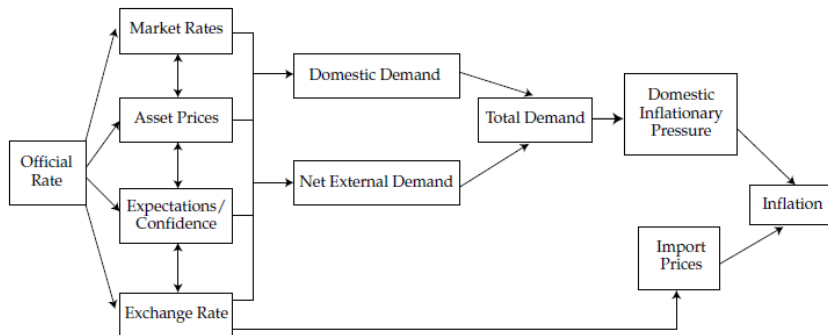 Market Rates
Asset Prices
Official
Rate
Expectations/
Confidence
Exchange Rate
Domestic Demand
Net External Demand
Total Demand
Domestic
Inflationary
Pressure
Import
Prices
Inflation